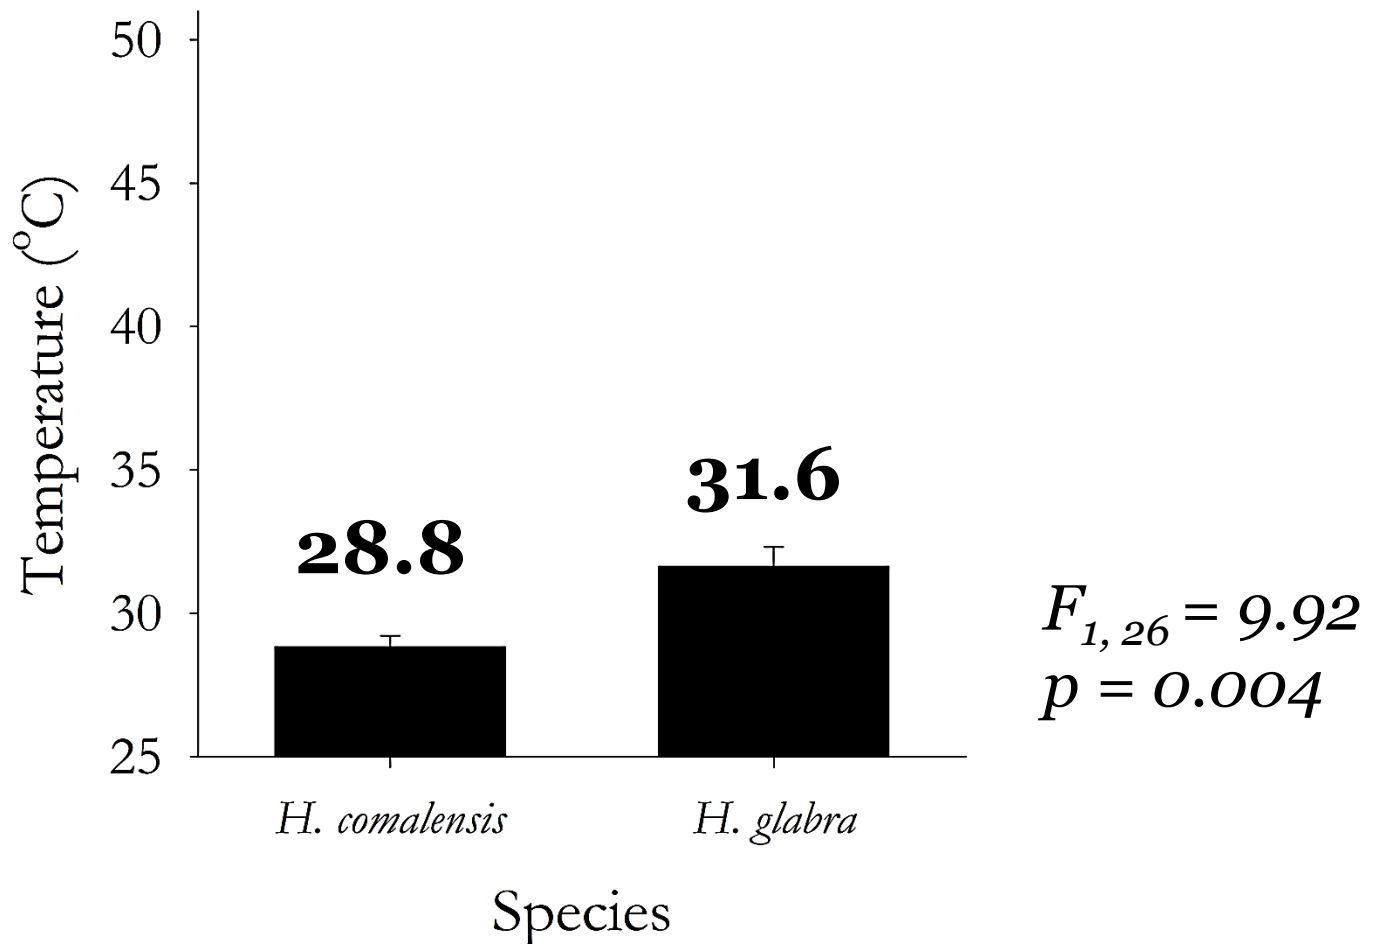 50
45
40
35
30
25
Temperature (°C)
28.8
31.6
F1, 26 = 9.92
p = 0.004
H. comalensis
H. glabra
Species